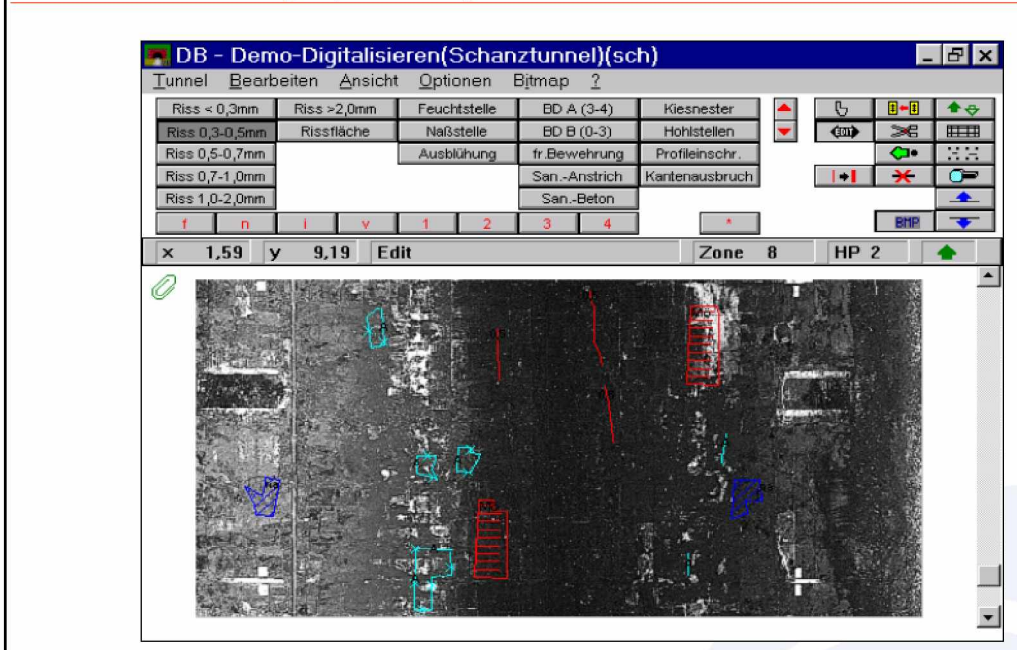 DB - Demo-Digitalisieren(Schanztunnel)(sch)
Tunnel Bearbeiten Ansicht Optionen Bitmap ?
Riss < 0,3mm Riss >2,0mm Feuchtstelle BD A (3-4) Kiesnester
Riss 0,3-0,5mm Rissfläche Naßstelle BD B (0-3) Hohlstellen
EDIT
Riss 0,5-0,7mm Ausblühung fr.Bewehrung Profileinschr.
Riss 0,7-1,0mm San.-Anstrich Kantenausbruch
Riss 1,0-2,0mm San.-Beton
f n i v 1 2 3 4 * BMP
x 1,59 y 9,19 Edit Zone 8 HP 2